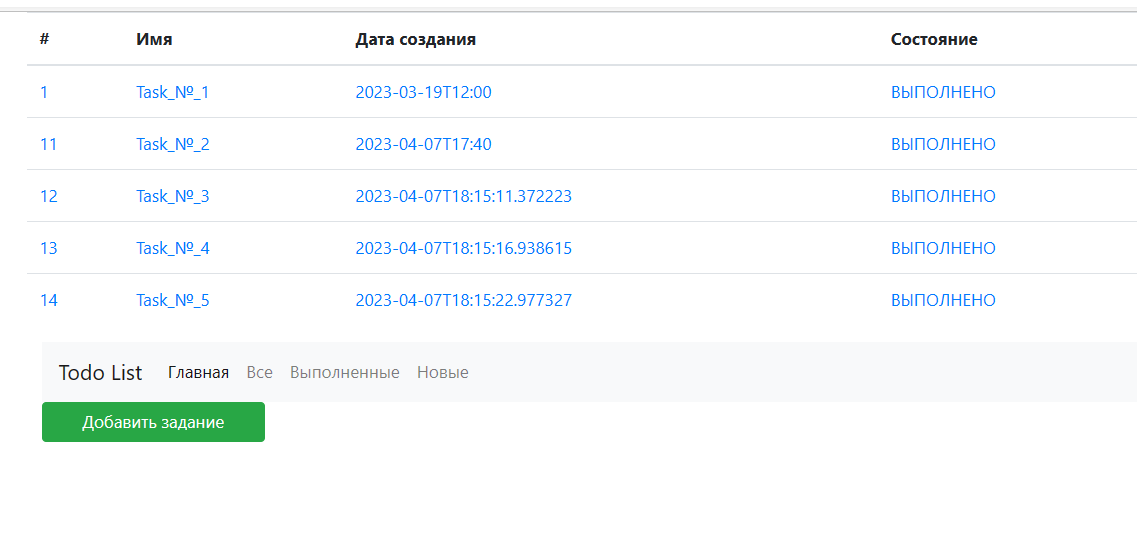 # Имя Дата создания Состояние
1 Task_№_1 2023-03-19T12:00 ВЫПОЛНЕНО
11 Task_№_2 2023-04-07T17:40 ВЫПОЛНЕНО
12 Task_№_3 2023-04-07T18:15:11.372223 ВЫПОЛНЕНО
13 Task_№_4 2023-04-07T18:15:16.938615 ВЫПОЛНЕНО
14 Task_№_5 2023-04-07T18:15:22.977327 ВЫПОЛНЕНО
Todo List Главная Все Выполненные Новые
Добавить задание